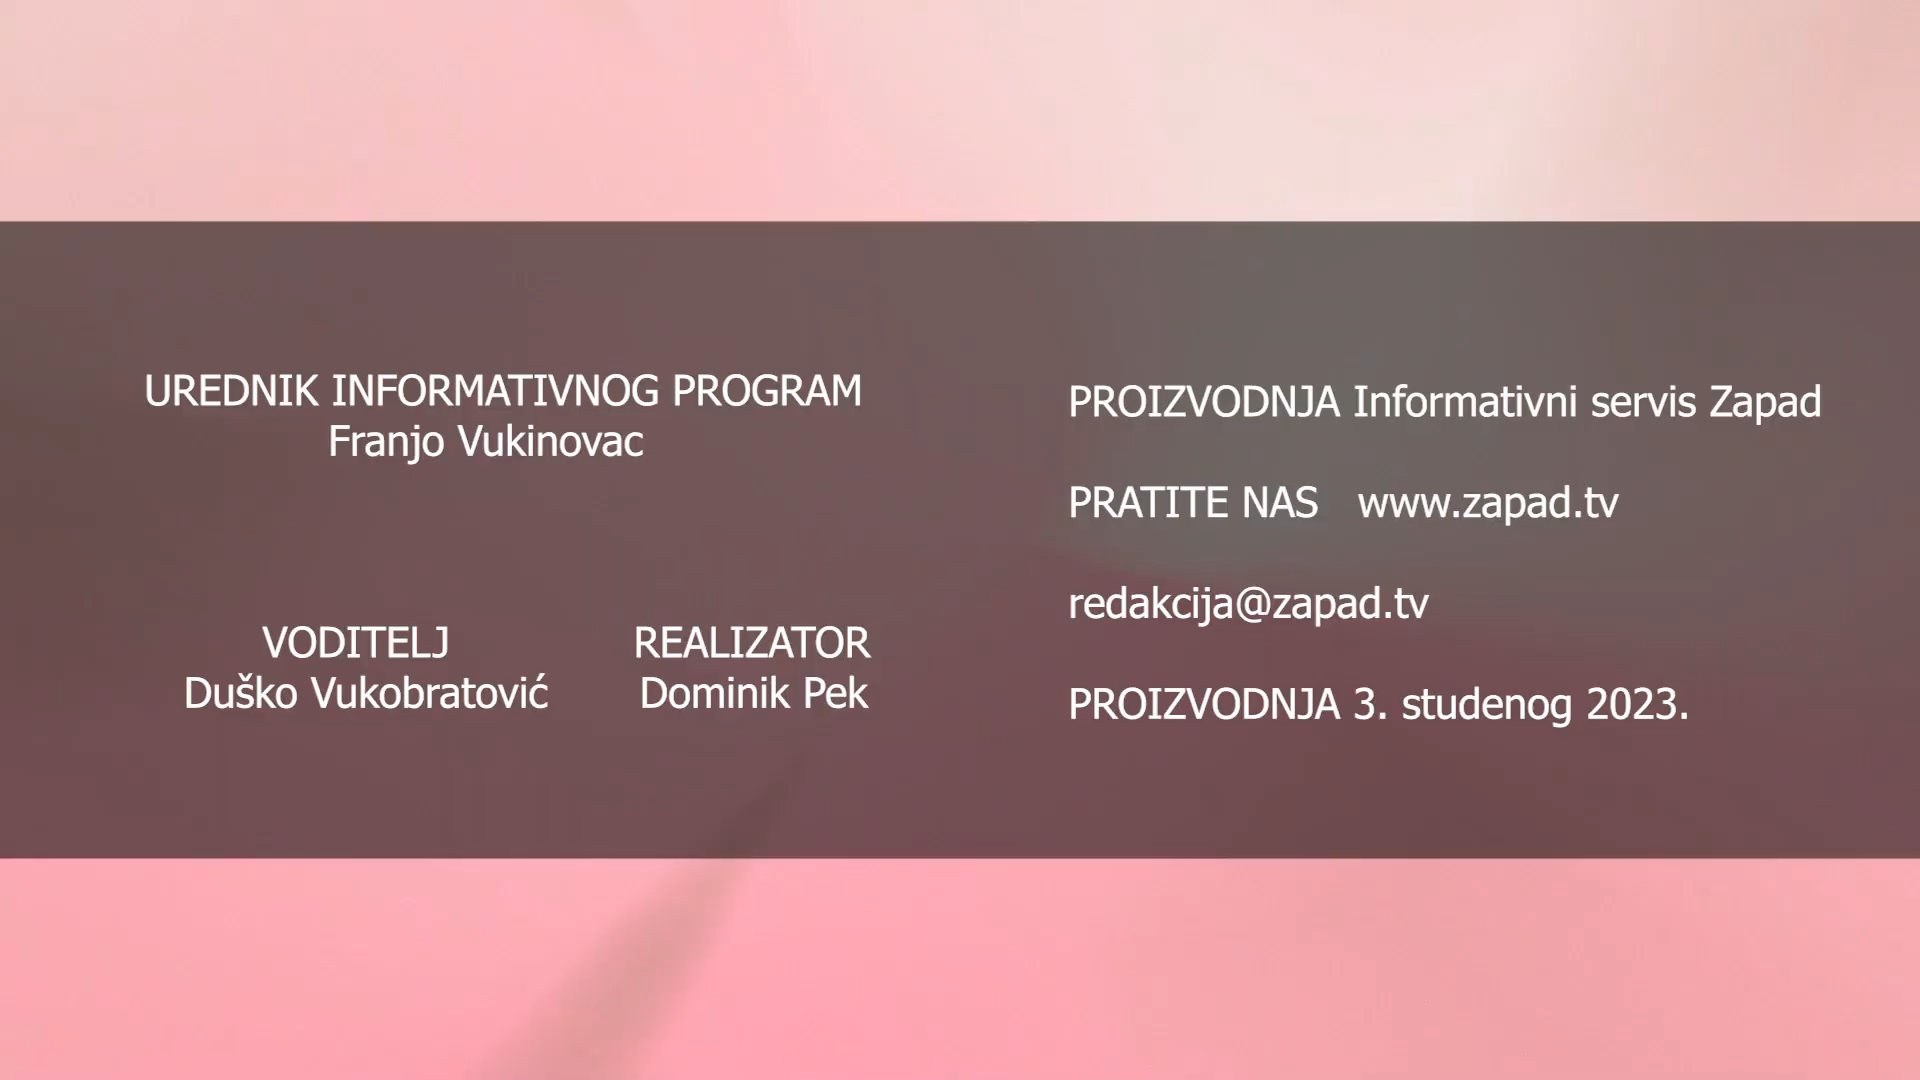 UREDNIK INFORMATIVNOG PROGRAM
Franjo Vukinovac
VODITELJ
Duško Vukobratović
REALIZATOR
Dominik Pek
PROIZVODNJA Informativni servis Zapad
PRATITE NAS www.zapad.tv
redakcija@zapad.tv
PROIZVODNJA 3. studenog 2023.